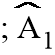 ; Â₁